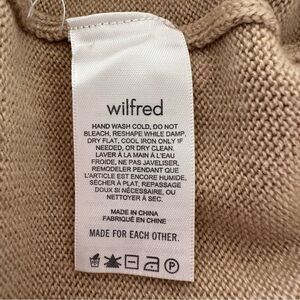 wilfred
HAND WASH COLD, DO NOT
BLEACH, RESHAPE WHILE DAMP,
DRY FLAT, COOL IRON ONLY IF
NEEDED, OR DRY CLEAN.
LAVER À LA MAIN À L'EAU
FROIDE, NE PAS JAVELISER,
REMODELER PENDANT QUE
L'ARTICLE EST ENCORE HUMIDE,
SÉCHER À PLAT, REPASSAGE
DOUX SI NÉCESSAIRE, OU
NETTOYER À SEC.
MADE IN CHINA
FABRIQUÉ EN CHINE
MADE FOR EACH OTHER.
P